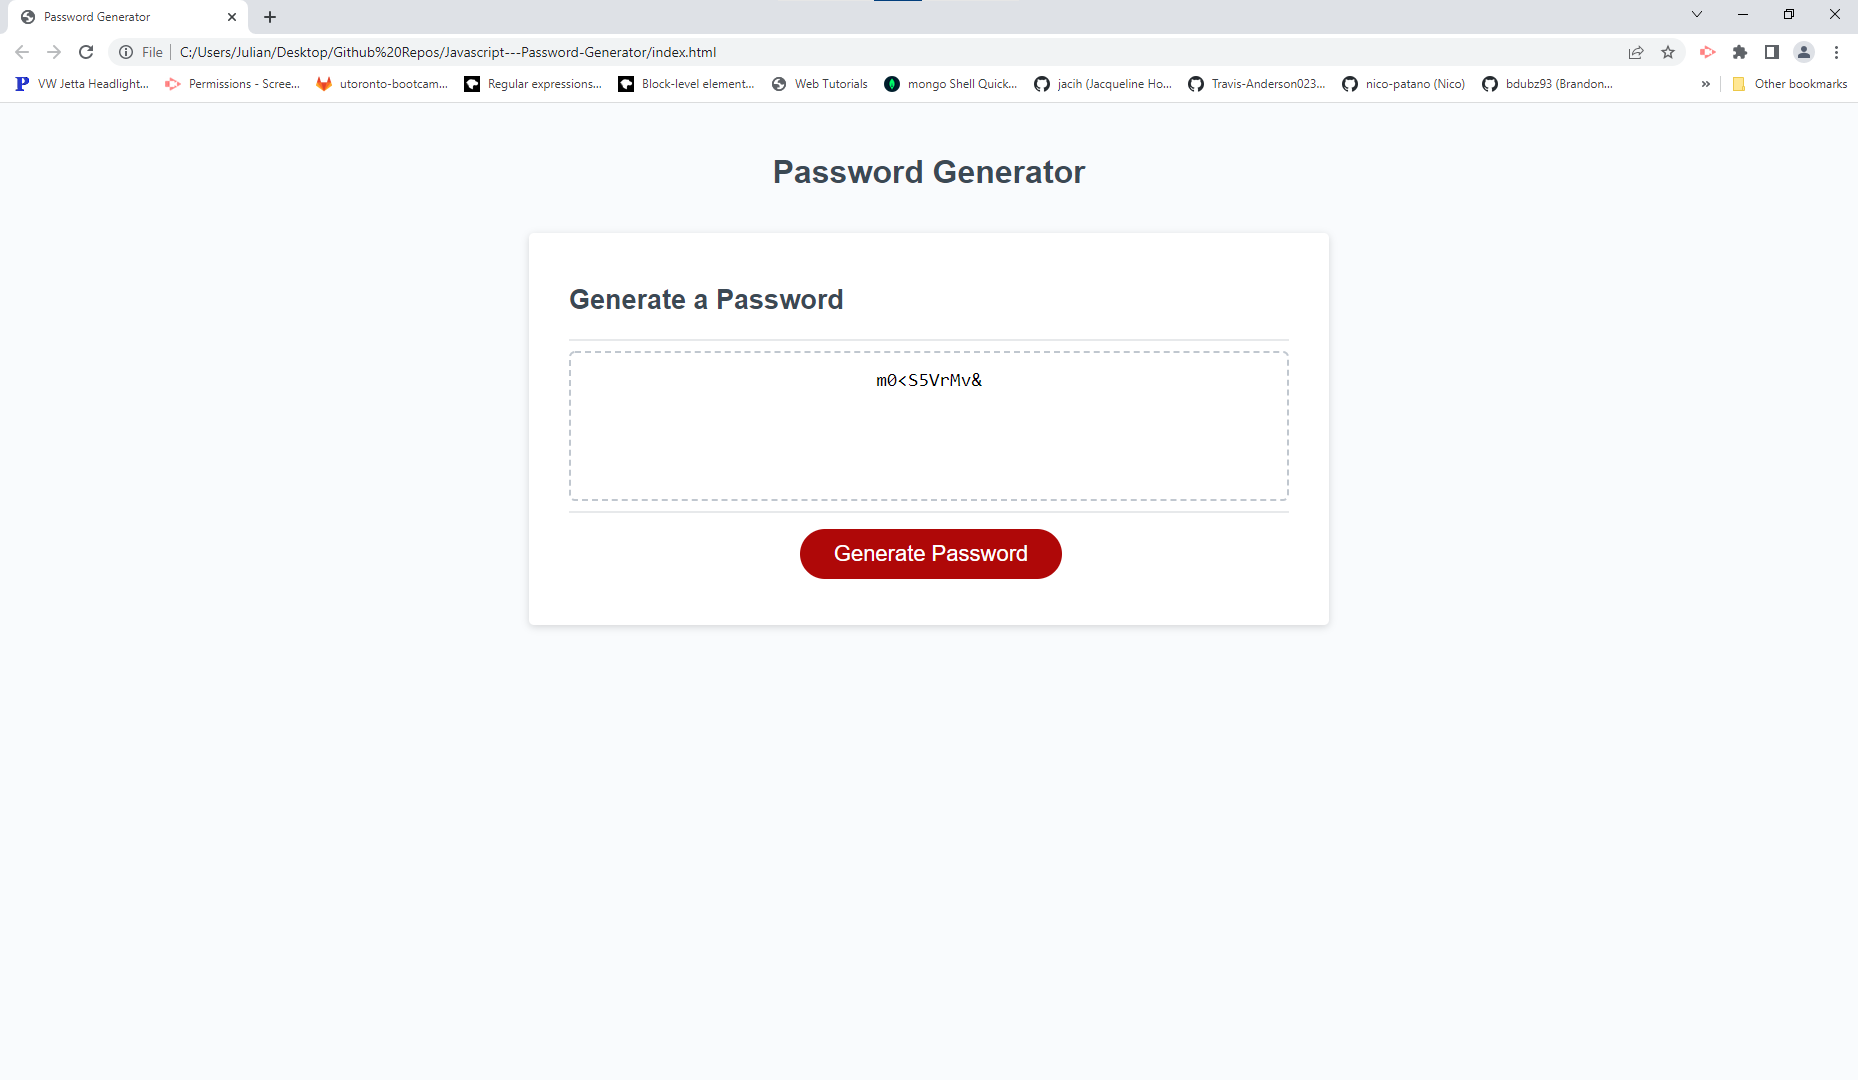 Password Generator
File C:/Users/Julian/Desktop/Github%20Repos/Javascript---Password-Generator/index.html
P VW Jetta Headlight... Permissions - Scree... utoronto-bootcam... Regular expressions... Block-level element... Web Tutorials mongo Shell Quick... jacih (Jacqueline Ho... Travis-Anderson023... nico-patano (Nico) bdubz93 (Brandon... » Other bookmarks
Password Generator
Generate a Password
m0<S5VrMv&
Generate Password